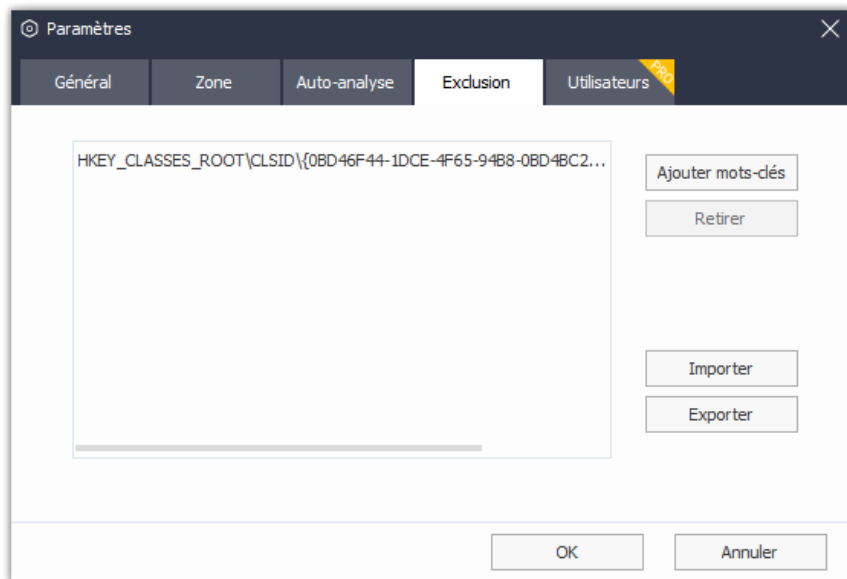 Paramètres
Général
Zone
Auto-analyse
Exclusion
Utilisateurs
PRO
HKEY_CLASSES_ROOT\CLSID\{0BD46F44-1DCE-4F65-94B8-0BD4BC2...
Ajouter mots-clés
Retirer
Importer
Exporter
OK
Annuler